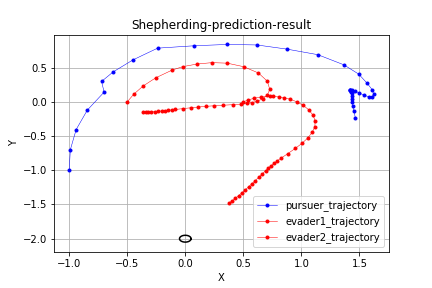 Shepherding-prediction-result
Y
0.5
0.0
−0.5
−1.0
−1.5
−2.0
pursuer_trajectory
evader1_trajectory
evader2_trajectory
−1.0 −0.5 0.0 0.5 1.0 1.5
X